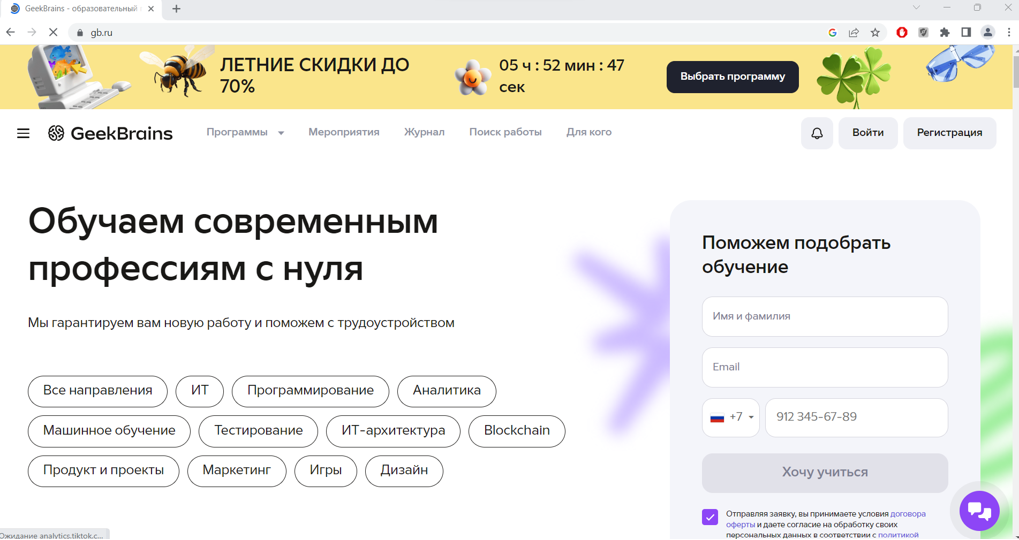 GeekBrains - образовательный
gb.ru
ЛЕТНИЕ СКИДКИ ДО
70%
05 ч : 52 мин : 47
сек
Выбрать программу
GeekBrains
Программы
Мероприятия
Журнал
Поиск работы
Для кого
Войти
Регистрация
Обучаем современным
профессиям с нуля
Мы гарантируем вам новую работу и поможем с трудоустройством
Все направления
ИТ
Программирование
Аналитика
Машинное обучение
Тестирование
ИТ-архитектура
Blockchain
Продукт и проекты
Маркетинг
Игры
Дизайн
Поможем подобрать
обучение
Имя и фамилия
Email
+7
912 345-67-89
Хочу учиться
Отправляя заявку, вы принимаете условия договора
оферты и даете согласие на обработку своих
персональных данных в соответствии с политикой
Ожидание analytics.tiktok.c...